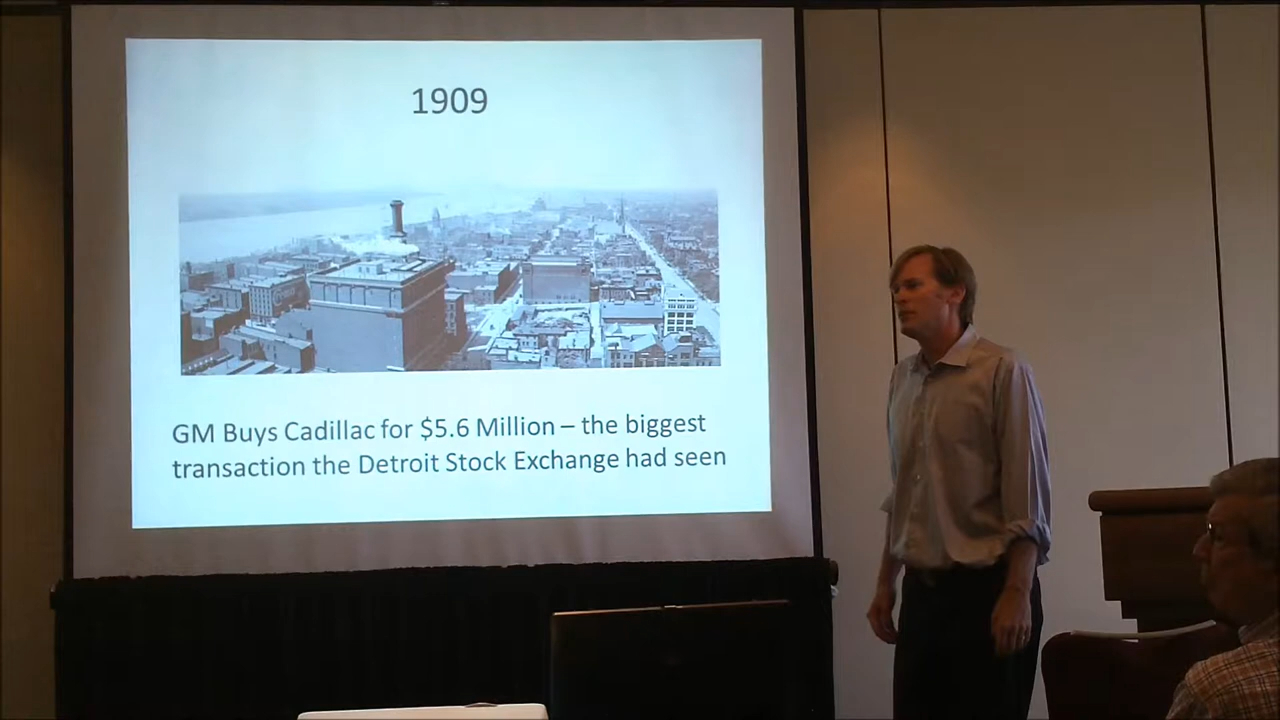 1909
GM Buys Cadillac for $5.6 Million – the biggest
transaction the Detroit Stock Exchange had seen